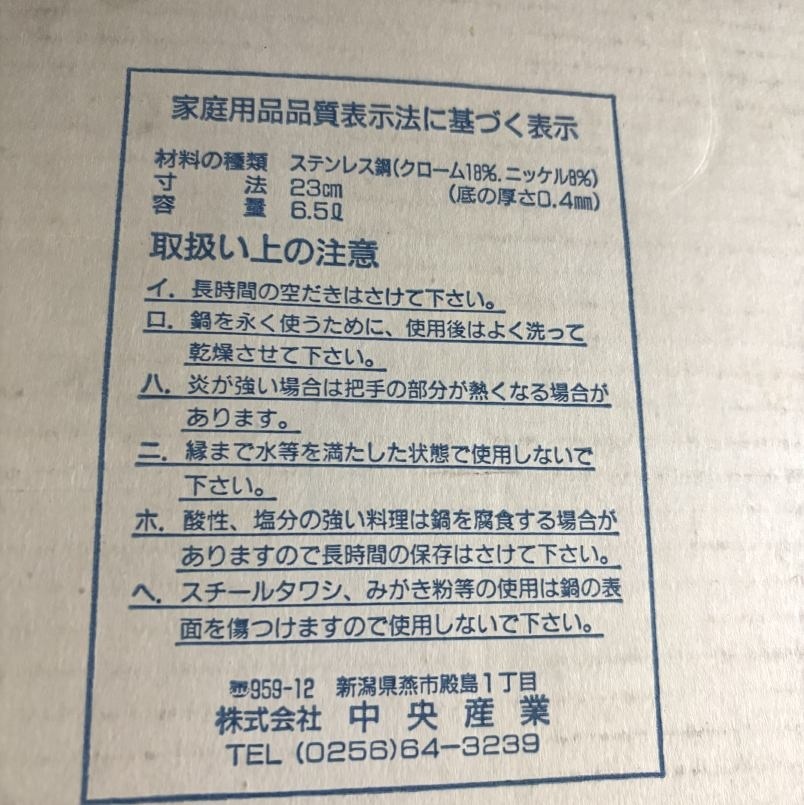 家庭用品品質表示法に基づく表示
材料の種類 ステンレス鋼(クローム18%.ニッケル8%)
寸法 23cm (底の厚さ0.4mm)
容量 6.5ℓ
取扱い上の注意
イ．長時間の空だきはさけて下さい。
ロ．鍋を永く使うために、使用後はよく洗って
乾燥させて下さい。
ハ．炎が強い場合は把手の部分が熱くなる場合が
あります。
ニ．縁まで水等を満たした状態で使用しないで
下さい。
ホ．酸性、塩分の強い料理は鍋を腐食する場合が
ありますので長時間の保存はさけて下さい。
ヘ．スチールタワシ、みがき粉等の使用は鍋の表
面を傷つけますので使用しないで下さい。
〠959-12 新潟県燕市殿島1丁目
株式会社 中央産業
TEL (0256)64-3239